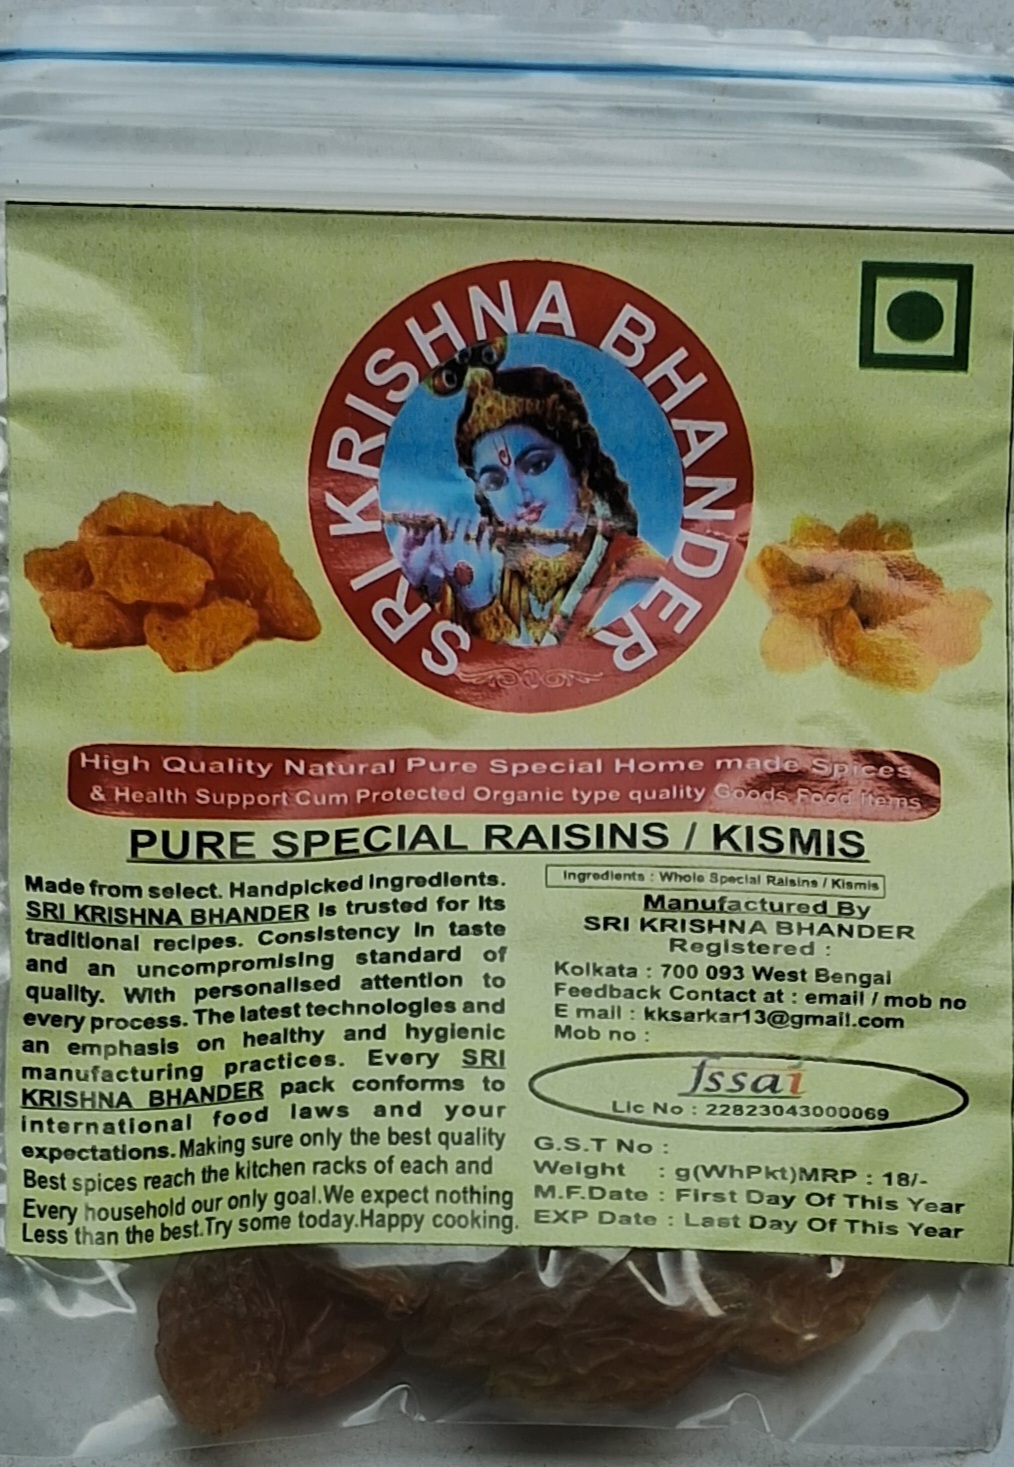 SRI KRISHNA BHANDER
High Quality Natural Pure Special Home made Spices
& Health Support Cum Protected Organic type quality Goods Food Items
PURE SPECIAL RAISINS / KISMIS
Made from select. Handpicked Ingredients.
SRI KRISHNA BHANDER is trusted for its
traditional recipes. Consistency in taste
and an uncompromising standard of
quality. With personalised attention to
every process. The latest technologies and
an emphasis on healthy and hygienic
manufacturing practices. Every SRI
KRISHNA BHANDER pack conforms to
international food laws and your
expectations. Making sure only the best quality
Best spices reach the kitchen racks of each and
Every household our only goal.We expect nothing
Less than the best.Try some today.Happy cooking.
Ingredients : Whole Special Raisins / Kismis
Manufactured By
SRI KRISHNA BHANDER
Registered :
Kolkata : 700 093 West Bengal
Feedback Contact at : email / mob no
E mail : kksarkar13@gmail.com
Mob no :
fssai
Lic No : 22823043000069
G.S.T No :
Weight : g(WhPkt)MRP : 18/-
M.F.Date : First Day Of This Year
EXP Date : Last Day Of This Year